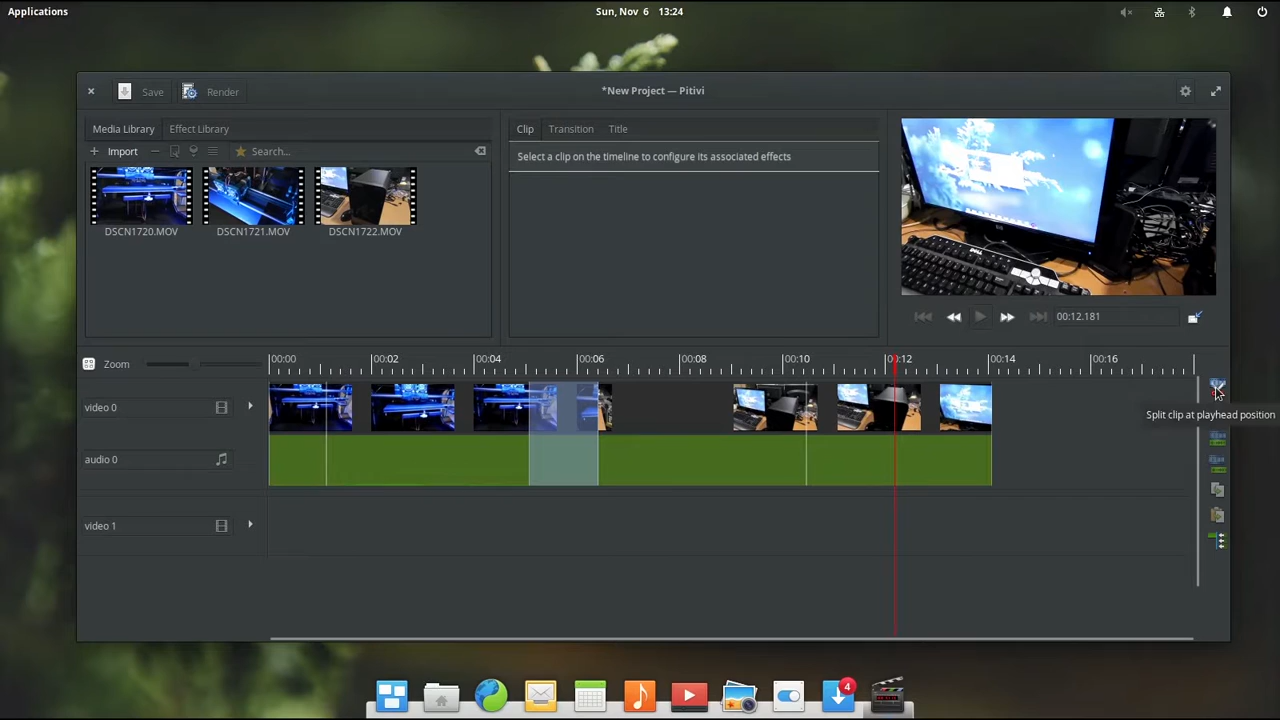 Applications
Sun, Nov 6 13:24
Save
Render
*New Project — Pitivi
Media Library
Effect Library
Clip
Transition
Title
Import
Search...
Select a clip on the timeline to configure its associated effects
DSCN1720.MOV
DSCN1721.MOV
DSCN1722.MOV
00:12.181
Zoom
00:00
00:02
00:04
00:06
00:08
00:10
00:12
00:14
00:16
video 0
Split clip at playhead position
audio 0
video 1
4